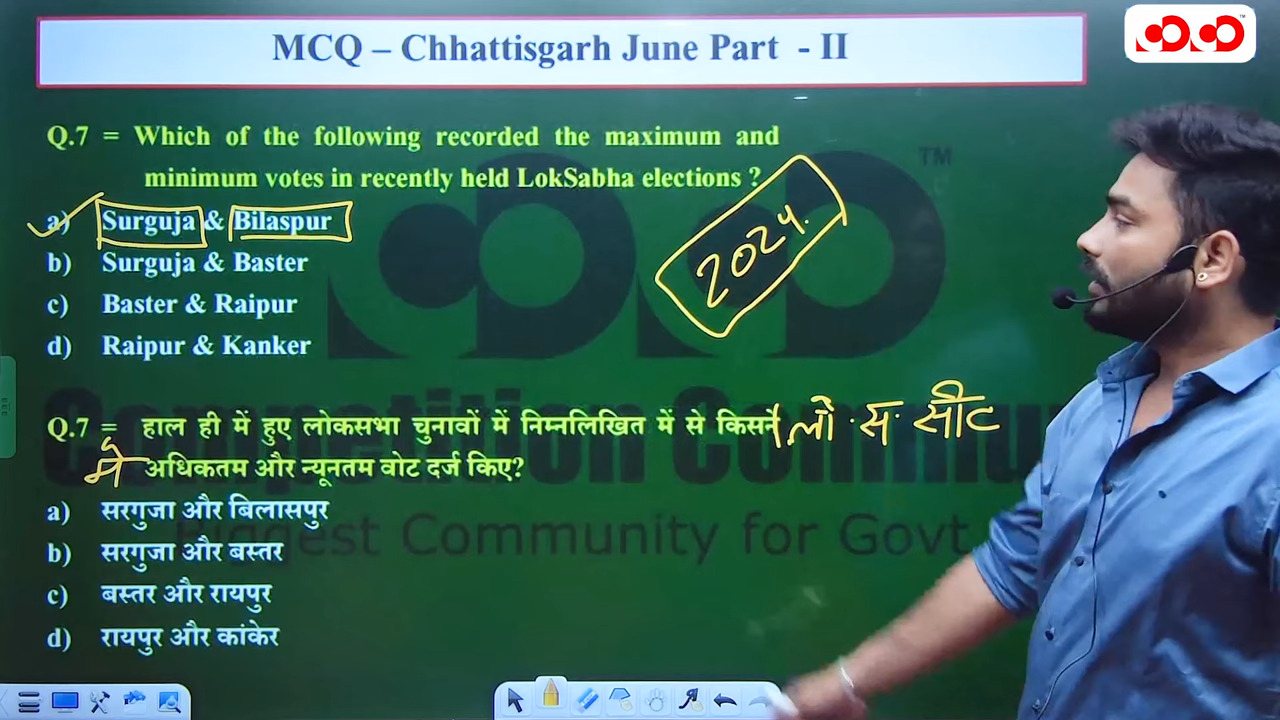 MCQ – Chhattisgarh June Part - II
Q.7 = Which of the following recorded the maximum and
minimum votes in recently held LokSabha elections ?
a) Surguja & Bilaspur
b) Surguja & Baster
c) Baster & Raipur
d) Raipur & Kanker
2024.
Q.7 = हाल ही में हुए लोकसभा चुनावों में निम्नलिखित में से किसने
लो. स. सीट
में
अधिकतम और न्यूनतम वोट दर्ज किए?
a) सरगुजा और बिलासपुर
b) सरगुजा और बस्तर
c) बस्तर और रायपुर
d) रायपुर और कांकेर
TM
Competition Commu
Biggest Community for Govt
TM